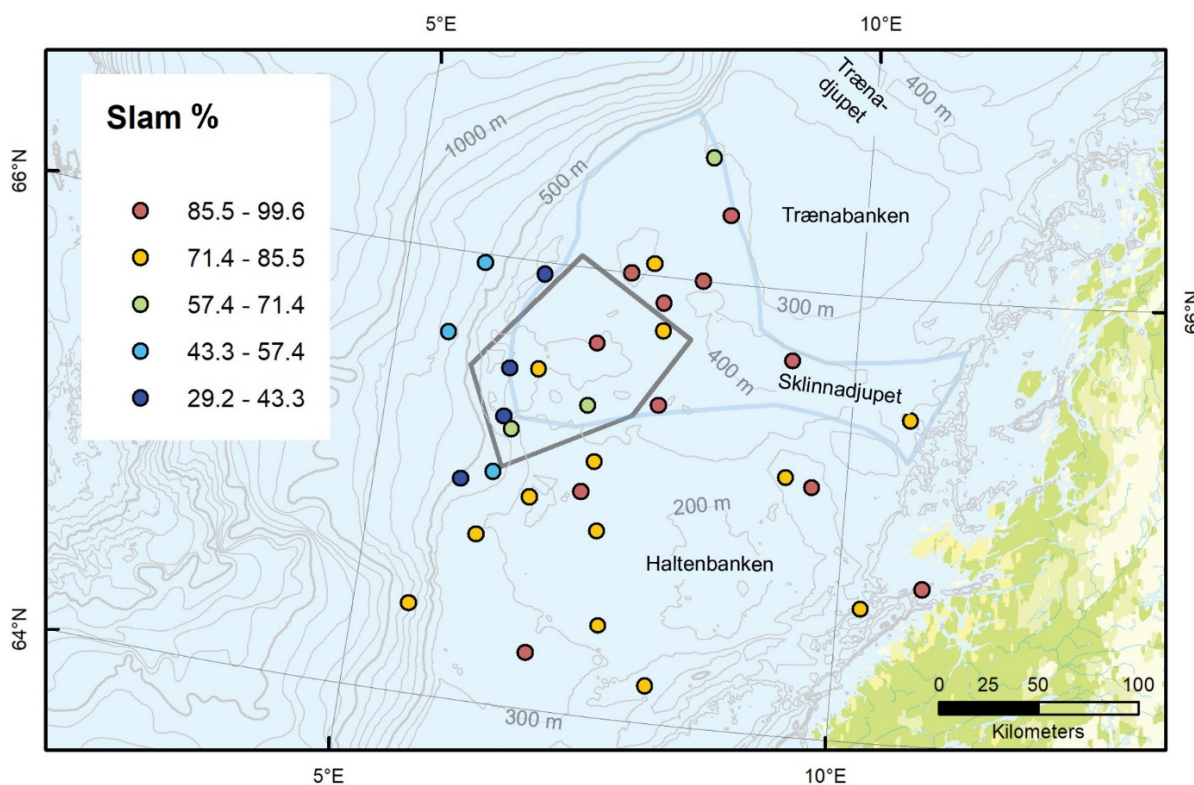 5°E
10°E
Slam %
85.5 - 99.6
71.4 - 85.5
57.4 - 71.4
43.3 - 57.4
29.2 - 43.3
1000 m
500 m
Træna-
djupet
400 m
66°N
Trænabanken
300 m
66°N
400 m
Sklinnadjupet
200 m
Haltenbanken
64°N
300 m
0 25 50 100
Kilometers
5°E
10°E